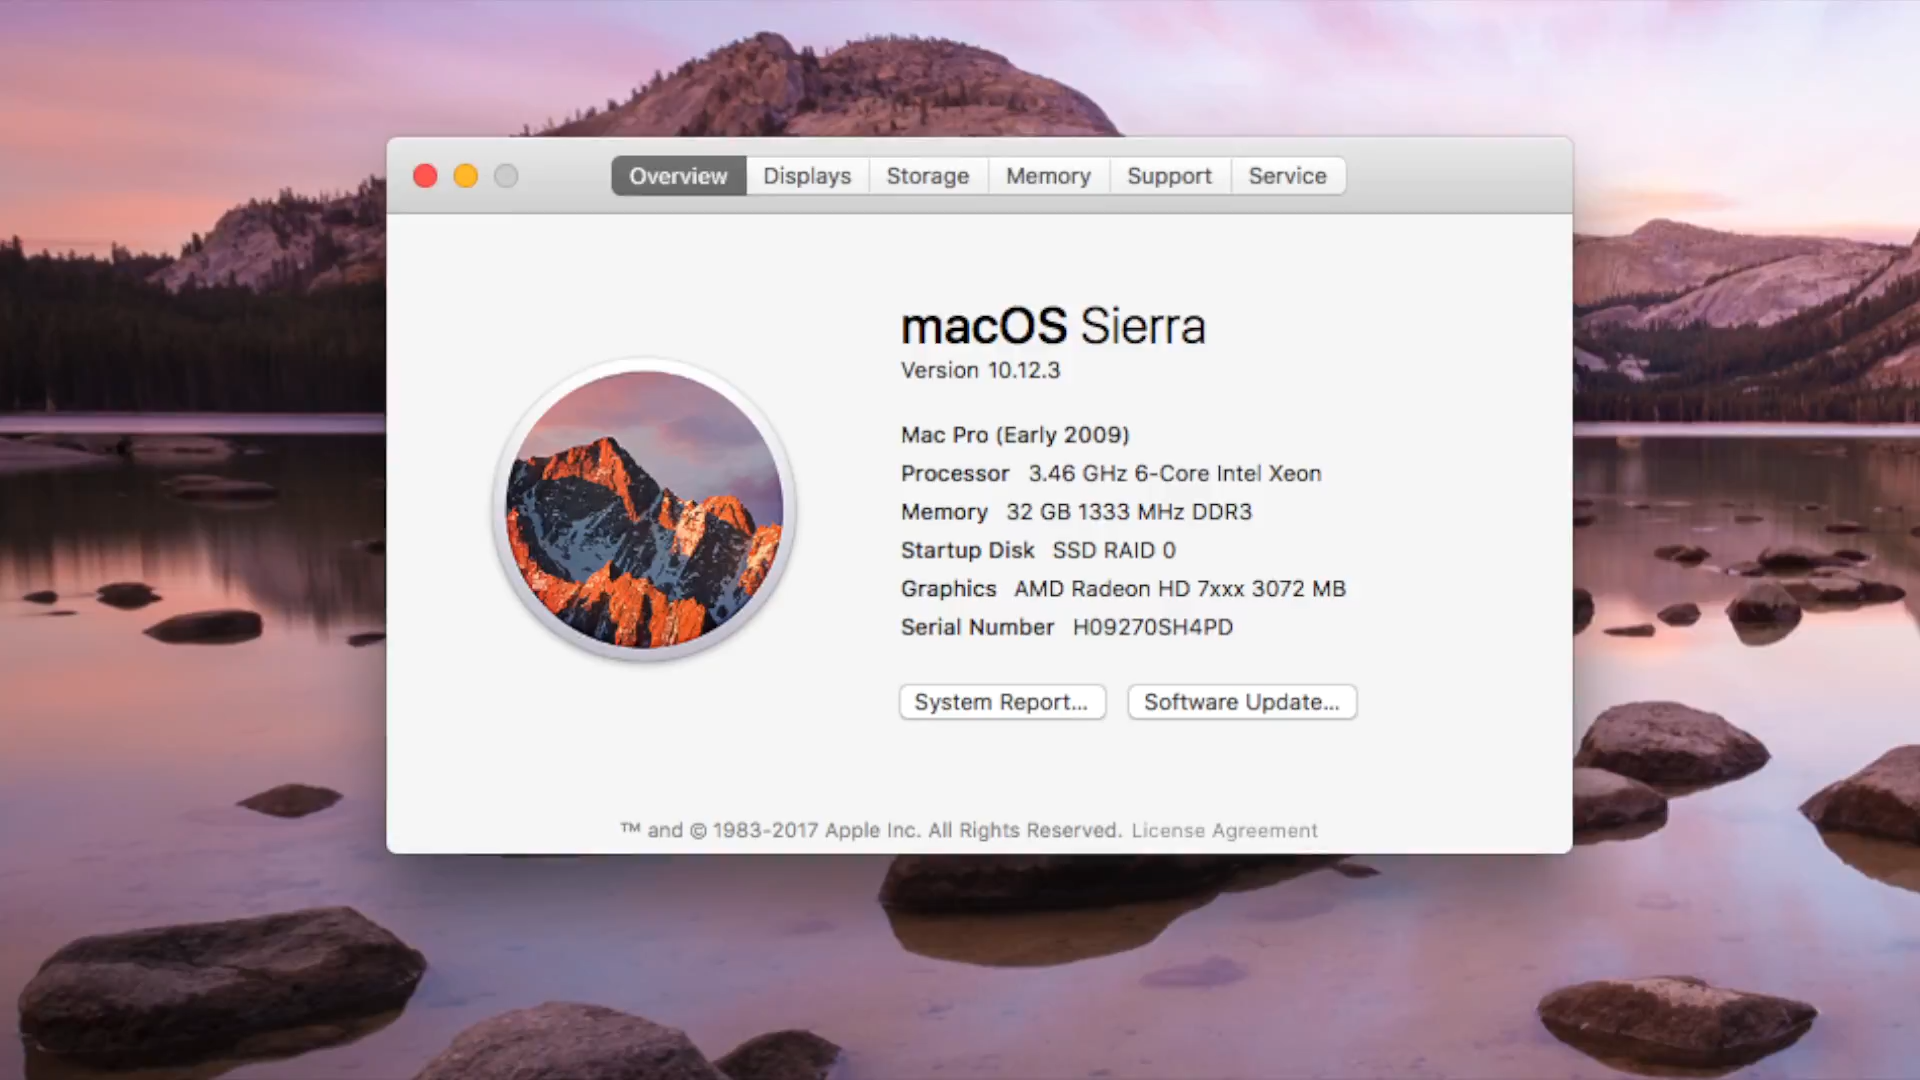 Overview Displays Storage Memory Support Service
macOS Sierra
Version 10.12.3
Mac Pro (Early 2009)
Processor 3.46 GHz 6-Core Intel Xeon
Memory 32 GB 1333 MHz DDR3
Startup Disk SSD RAID 0
Graphics AMD Radeon HD 7xxx 3072 MB
Serial Number H09270SH4PD
System Report... Software Update...
™ and © 1983-2017 Apple Inc. All Rights Reserved. License Agreement